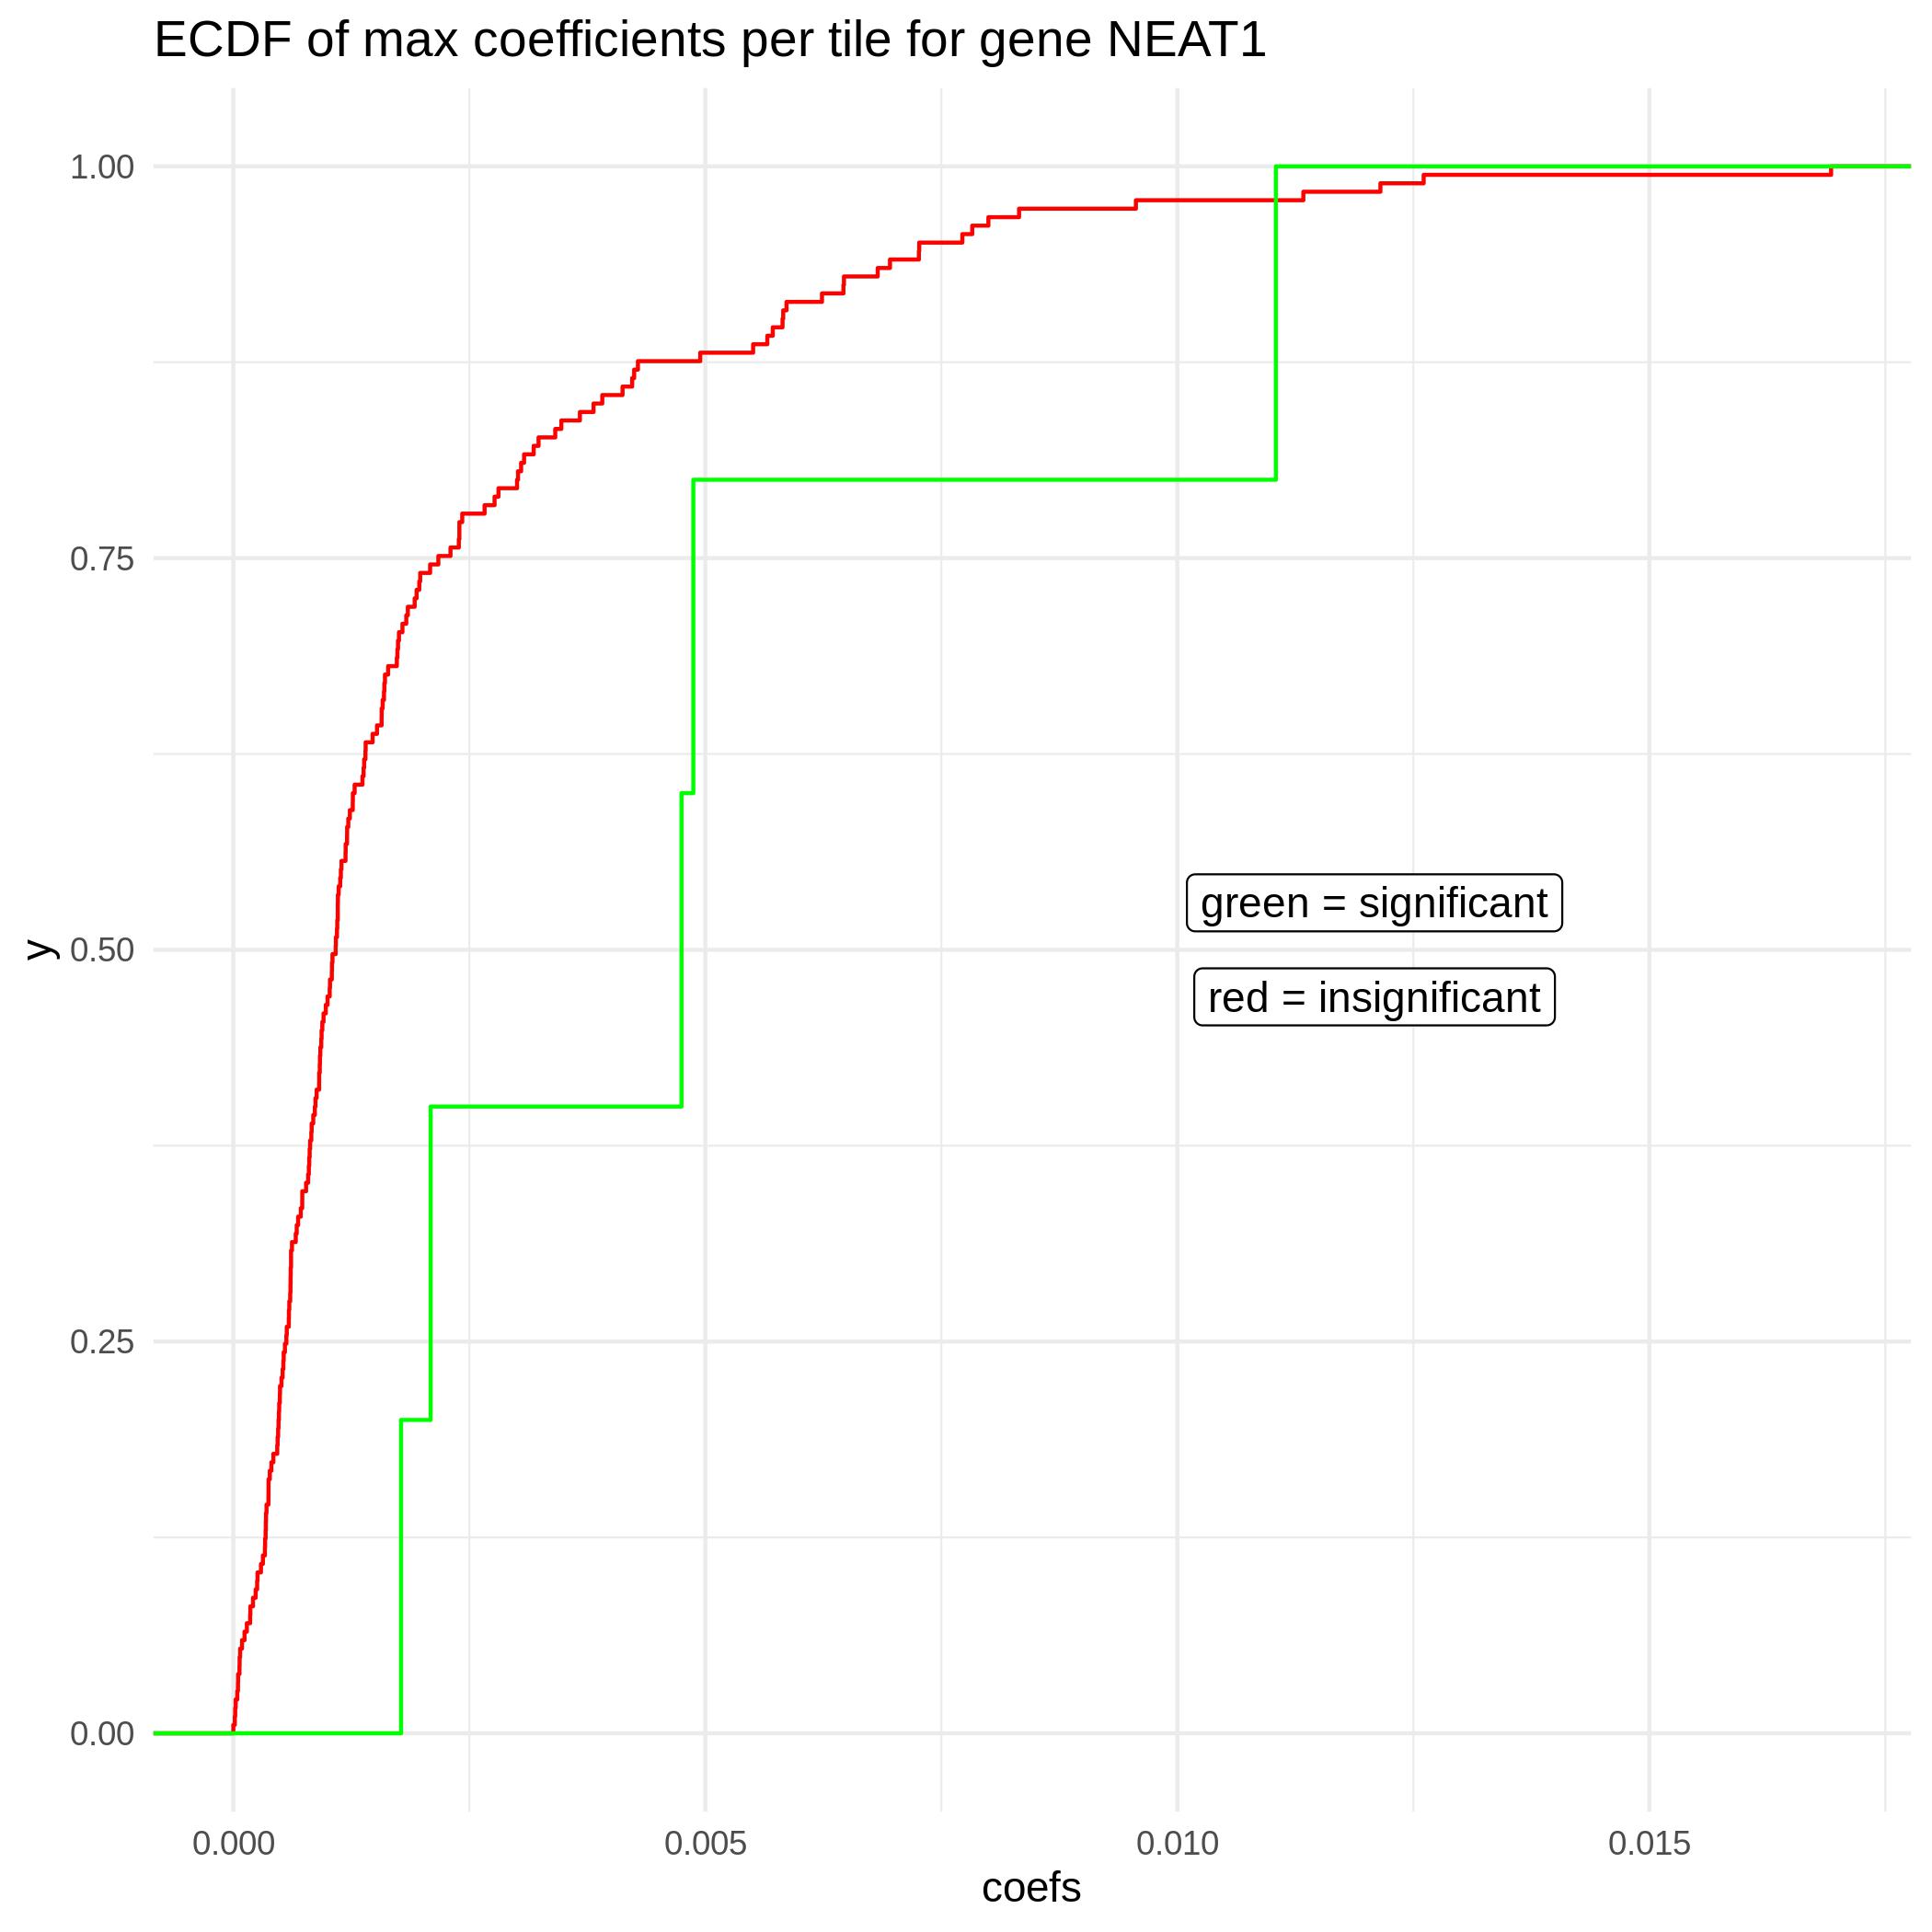 ECDF of max coefficients per tile for gene NEAT1
1.00
0.75
0.50
0.25
0.00
y
green = significant
red = insignificant
0.000 0.005 0.010 0.015
coefs